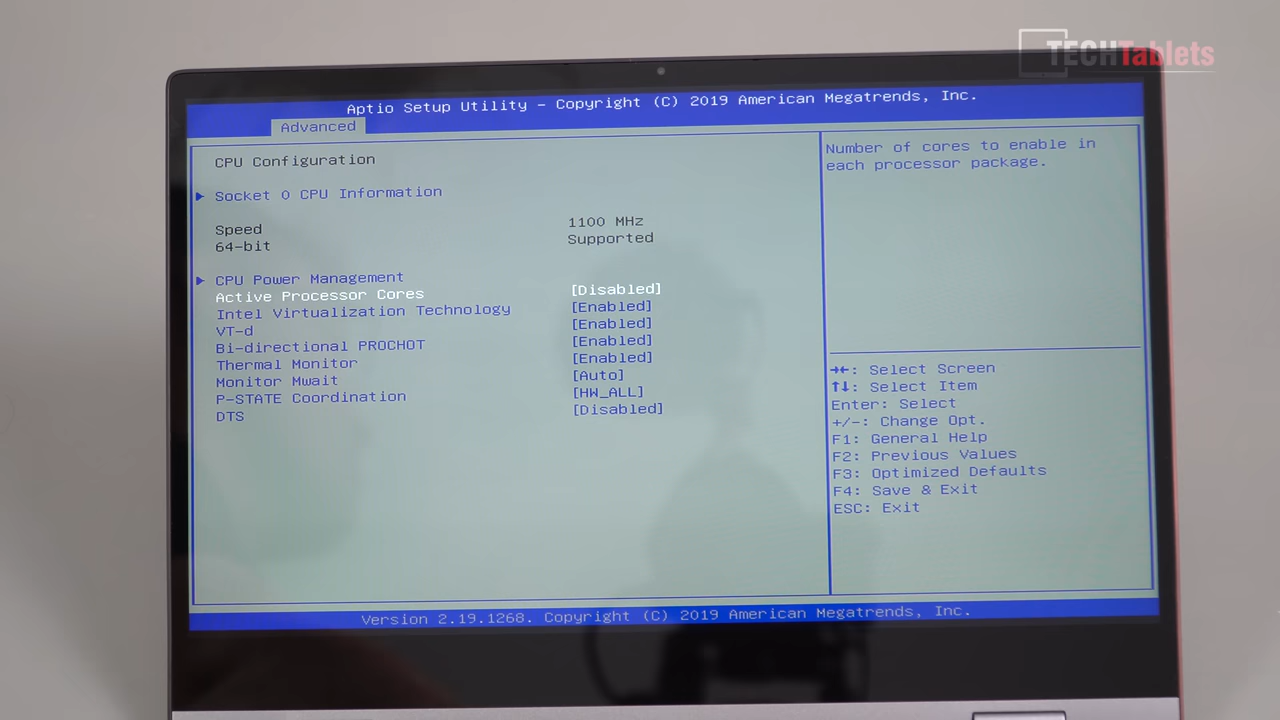 TECHTablets
Aptio Setup Utility - Copyright (C) 2019 American Megatrends, Inc.
Advanced
CPU Configuration
Socket 0 CPU Information
Speed 1100 MHz
64-bit Supported
CPU Power Management
Active Processor Cores [Disabled]
Intel Virtualization Technology [Enabled]
VT-d [Enabled]
Bi-directional PROCHOT [Enabled]
Thermal Monitor [Enabled]
Monitor Mwait [Auto]
P-STATE Coordination [HW_ALL]
DTS [Disabled]
Number of cores to enable in
each processor package.
→←: Select Screen
↑↓: Select Item
Enter: Select
+/-: Change Opt.
F1: General Help
F2: Previous Values
F3: Optimized Defaults
F4: Save & Exit
ESC: Exit
Version 2.19.1268. Copyright (C) 2019 American Megatrends, Inc.